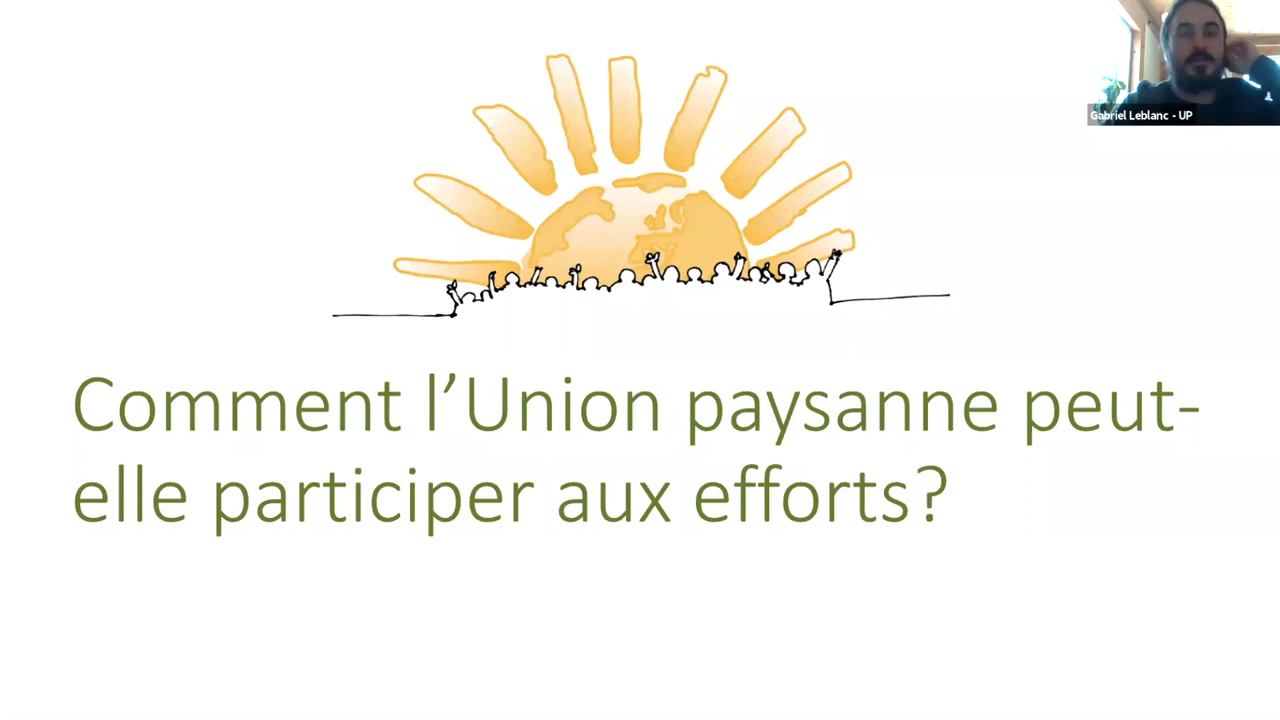 Gabriel Leblanc - UP
Comment l’Union paysanne peut-
elle participer aux efforts?